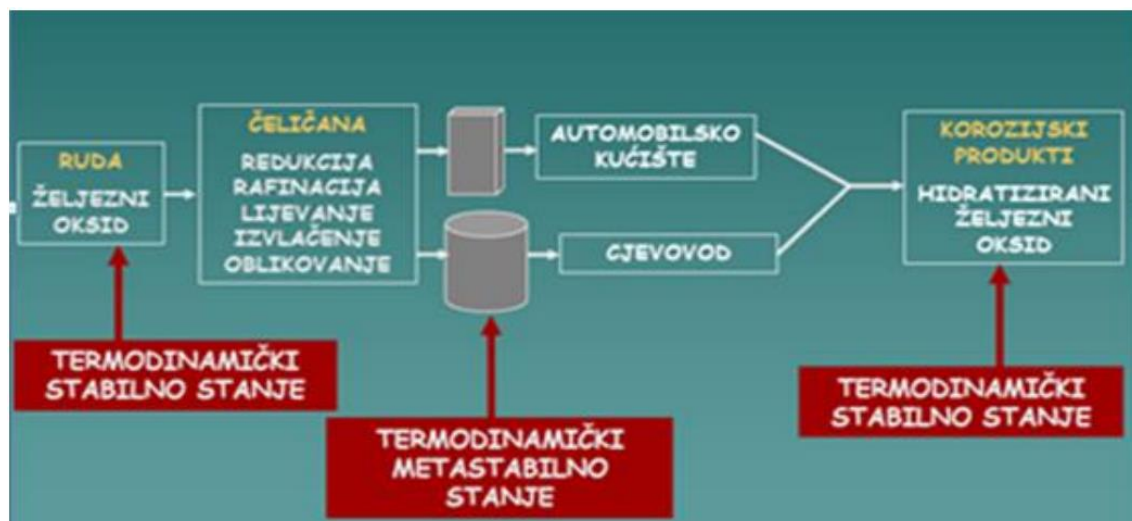 RUDA
ŽELJEZNI
OKSID
ČELIČANA
REDUKCIJA
RAFINACIJA
LIJEVANJE
IZVLAČENJE
OBLIKOVANJE
AUTOMOBILSKO
KUĆIŠTE
CJEVOVOD
KOROZIJSKI
PRODUKTI
HIDRATIZIRANI
ŽELJEZNI
OKSID
TERMODINAMIČKI
STABILNO STANJE
TERMODINAMIČKI
METASTABILNO
STANJE
TERMODINAMIČKI
STABILNO STANJE